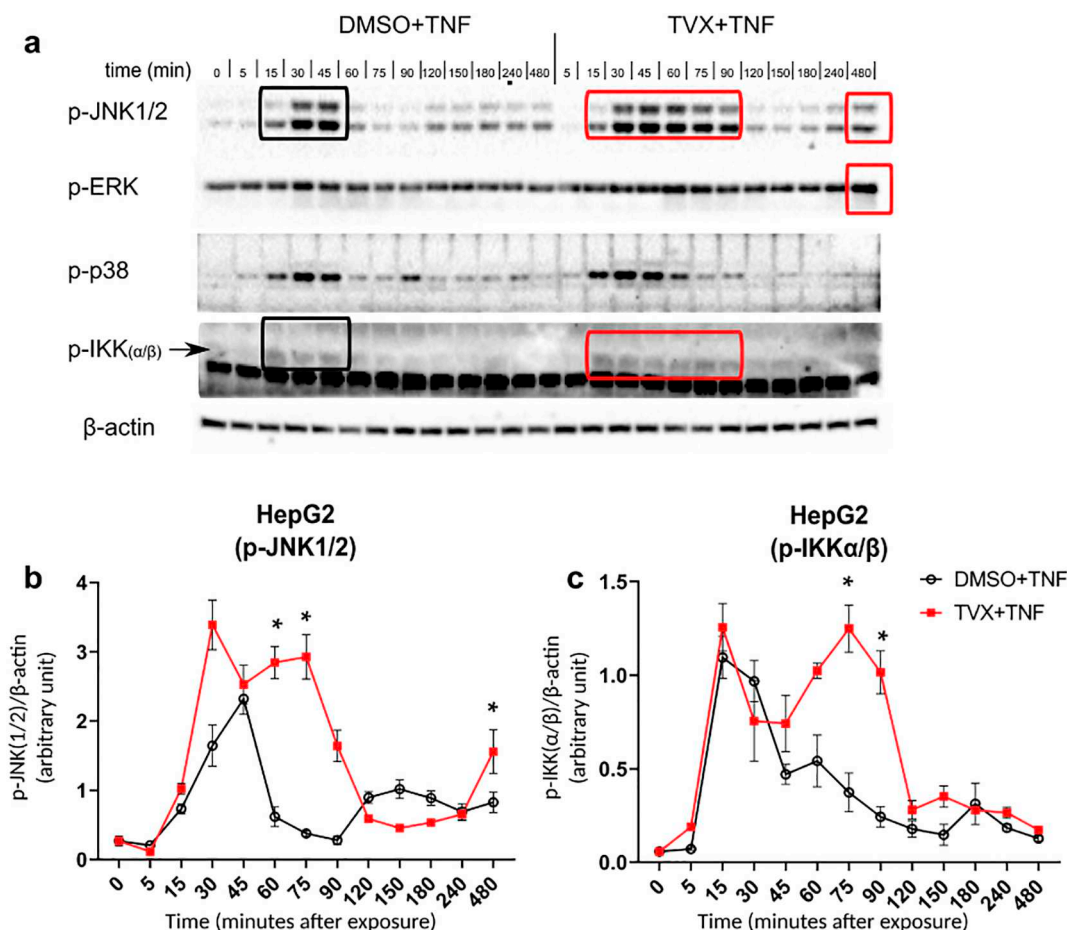 a
DMSO+TNF TVX+TNF
time (min) 0 5 15 30 45 60 75 90 120 150 180 240 480 5 15 30 45 60 75 90 120 150 180 240 480
p-JNK1/2
p-ERK
p-p38
p-IKK(α/β)
β-actin
b
HepG2
(p-JNK1/2)
p-JNK(1/2)/β-actin
(arbitrary unit)
4
3
2
1
0
* * *
0 5 15 30 45 60 75 90 120 150 180 240 480
Time (minutes after exposure)
c
HepG2
(p-IKKα/β)
DMSO+TNF
TVX+TNF
p-IKK(α/β)/β-actin
(arbitrary unit)
1.5
1.0
0.5
0.0
* *
0 5 15 30 45 60 75 90 120 150 180 240 480
Time (minutes after exposure)